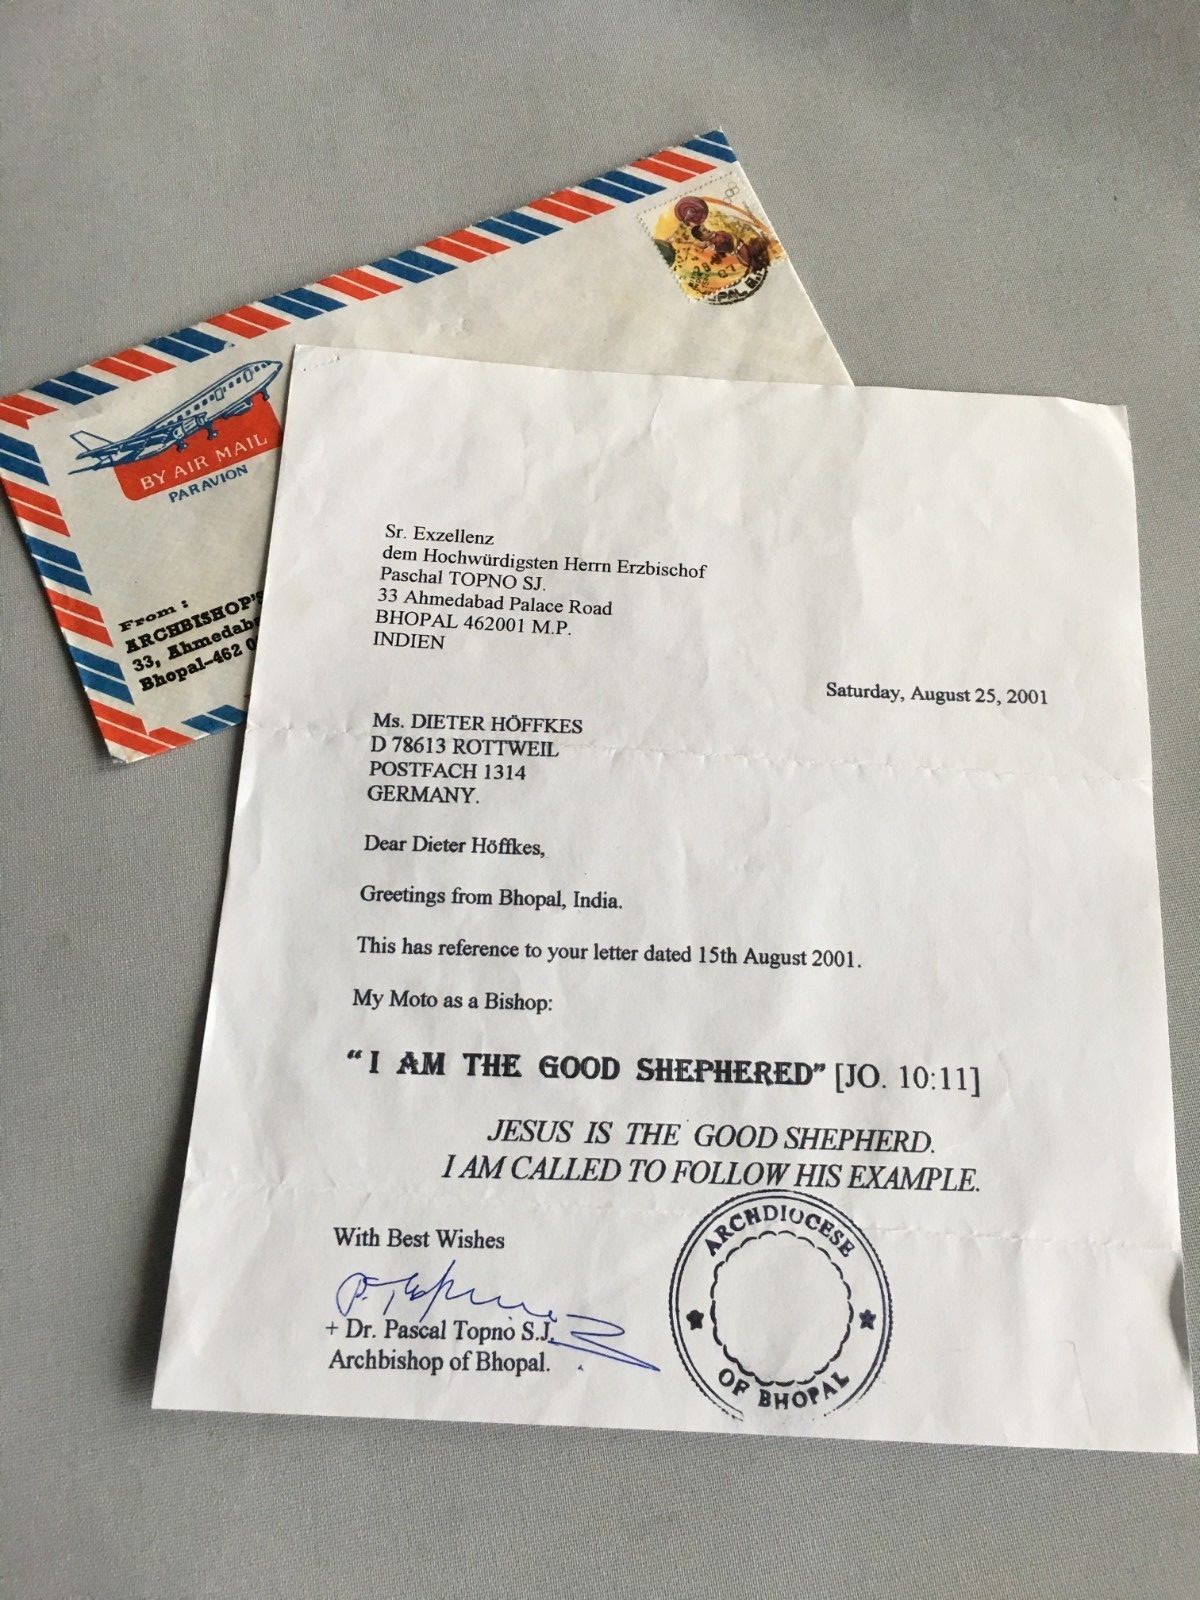 BY AIR MAIL
PAR AVION
From :
ARCHBISHOP'S
33, Ahmedab
Bhopal-462 0
Sr. Exzellenz
dem Hochwürdigsten Herrn Erzbischof
Paschal TOPNO SJ.
33 Ahmedabad Palace Road
BHOPAL 462001 M.P.
INDIEN
Saturday, August 25, 2001
Ms. DIETER HÖFFKES
D 78613 ROTTWEIL
POSTFACH 1314
GERMANY.
Dear Dieter Höffkes,
Greetings from Bhopal, India.
This has reference to your letter dated 15th August 2001.
My Moto as a Bishop:
“I AM THE GOOD SHEPHERED” [JO. 10:11]
JESUS IS THE GOOD SHEPHERD.
I AM CALLED TO FOLLOW HIS EXAMPLE.
With Best Wishes
+ Dr. Pascal Topno S.J.
Archbishop of Bhopal.
ARCHDIOCESE
OF BHOPAL